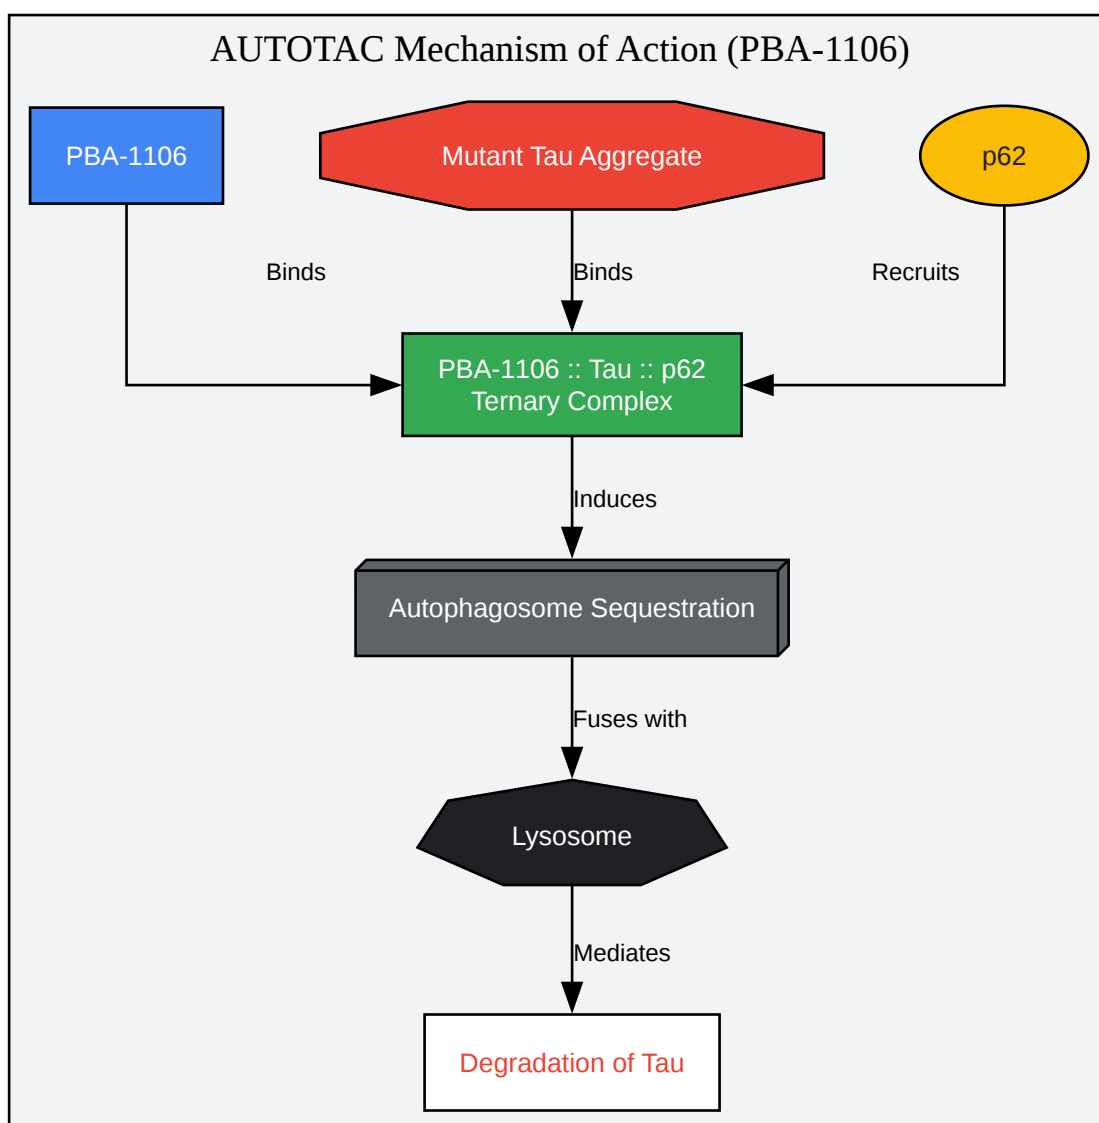 AUTOTAC Mechanism of Action (PBA-1106)
PBA-1106
Mutant Tau Aggregate
p62
Binds
Binds
Recruits
PBA-1106 :: Tau :: p62
Ternary Complex
Induces
Autophagosome Sequestration
Fuses with
Lysosome
Mediates
Degradation of Tau